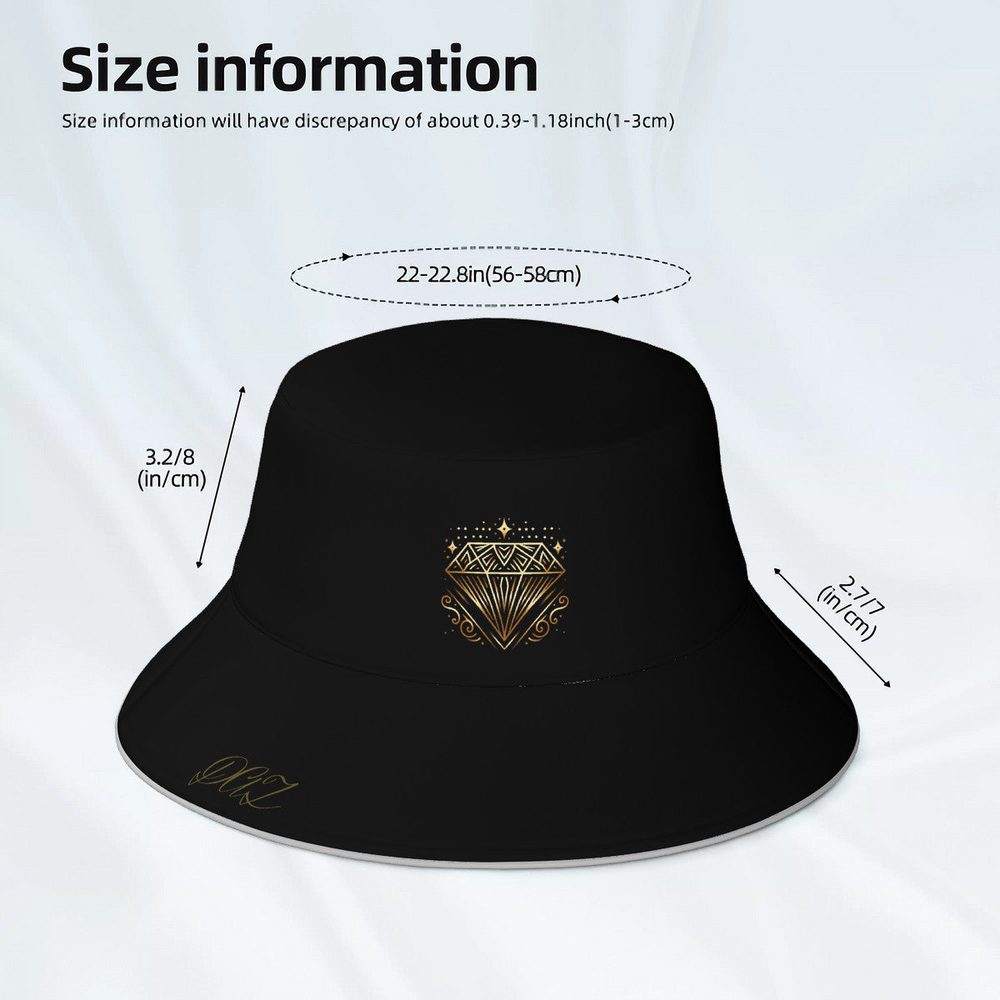 Size information
Size information will have discrepancy of about 0.39-1.18inch(1-3cm)
22-22.8in(56-58cm)
3.2/8
(in/cm)
2.7/7
(in/cm)